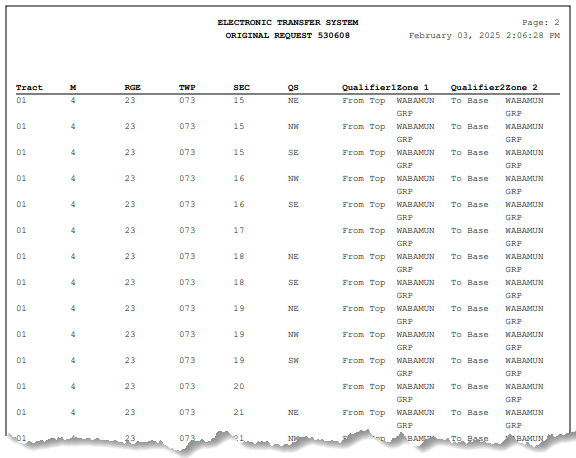 ELECTRONIC TRANSFER SYSTEM Page: 2
ORIGINAL REQUEST 530608 February 03, 2025 2:06:28 PM
Tract M RGE TWP SEC QS Qualifier1Zone 1 Qualifier2Zone 2
01 4 23 073 15 NE From Top WABAMUN To Base WABAMUN
GRP GRP
01 4 23 073 15 NW From Top WABAMUN To Base WABAMUN
GRP GRP
01 4 23 073 15 SE From Top WABAMUN To Base WABAMUN
GRP GRP
01 4 23 073 16 NW From Top WABAMUN To Base WABAMUN
GRP GRP
01 4 23 073 16 SE From Top WABAMUN To Base WABAMUN
GRP GRP
01 4 23 073 17 From Top WABAMUN To Base WABAMUN
GRP GRP
01 4 23 073 18 NE From Top WABAMUN To Base WABAMUN
GRP GRP
01 4 23 073 18 SE From Top WABAMUN To Base WABAMUN
GRP GRP
01 4 23 073 19 NE From Top WABAMUN To Base WABAMUN
GRP GRP
01 4 23 073 19 NW From Top WABAMUN To Base WABAMUN
GRP GRP
01 4 23 073 19 SW From Top WABAMUN To Base WABAMUN
GRP GRP
01 4 23 073 20 From Top WABAMUN To Base WABAMUN
GRP GRP
01 4 23 073 21 NE From Top WABAMUN To Base WABAMUN
GRP GRP
01 4 23 073 21 From Top WABAMUN To Base WABAMUN